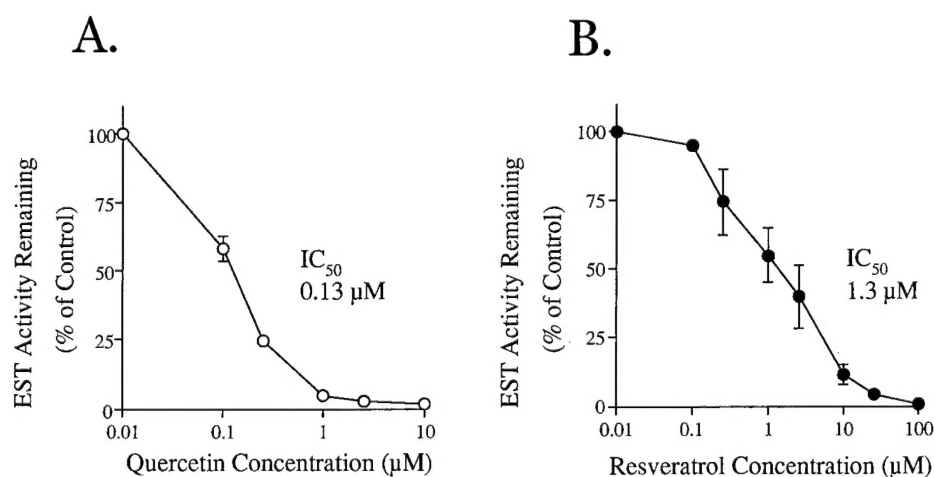 A.
EST Activity Remaining
(% of Control)
100
75
50
25
0
IC50
0.13 µM
0.01
0.1
1
10
Quercetin Concentration (µM)
B.
EST Activity Remaining
(% of Control)
100
75
50
25
0
IC50
1.3 µM
0.01
0.1
1
10
100
Resveratrol Concentration (µM)